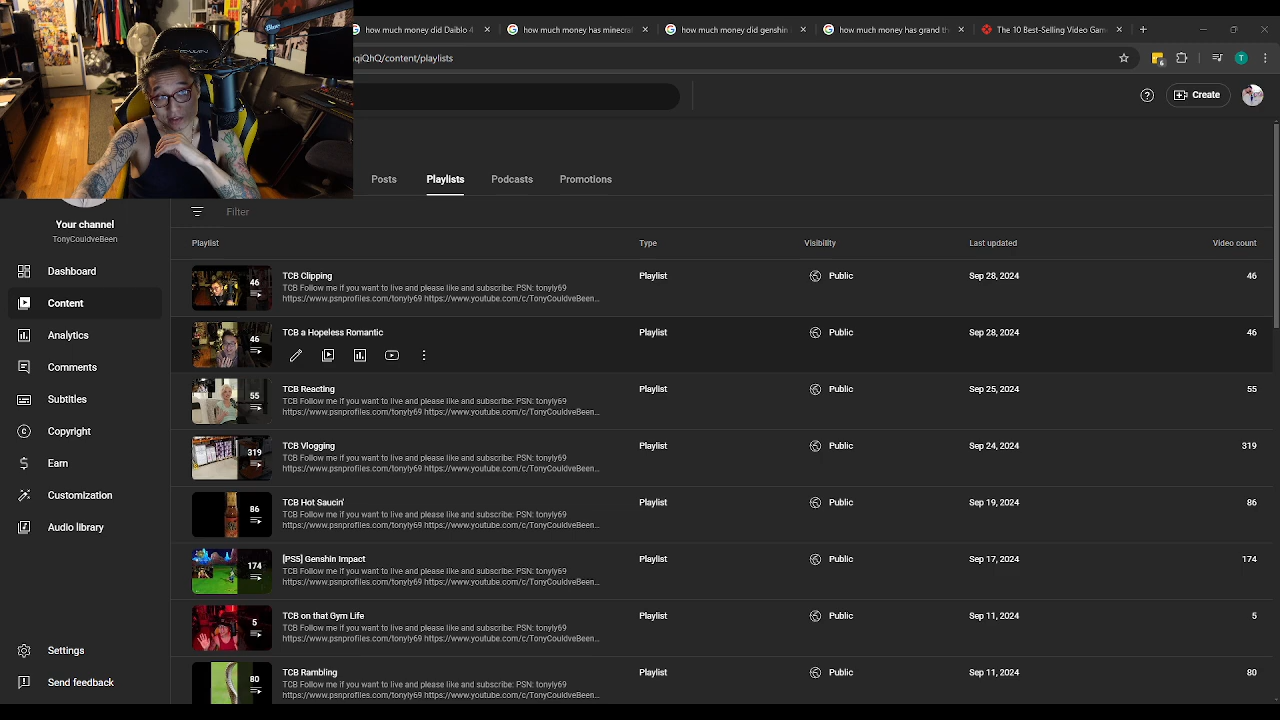 how much money did Daiblo 4
how much money has minecraf
how much money did genshin
how much money has grand th
The 10 Best-Selling Video Gam
qiQhQ/content/playlists
Create
Posts
Playlists
Podcasts
Promotions
Your channel
TonyCouldveBeen
Dashboard
Content
Analytics
Comments
Subtitles
Copyright
Earn
Customization
Audio library
Settings
Send feedback
Filter
Playlist
Type
Visibility
Last updated
Video count
46
TCB Clipping
TCB Follow me if you want to live and please like and subscribe: PSN: tonyly69
https://www.psnprofiles.com/tonyly69 https://www.youtube.com/c/TonyCouldveBeen...
Playlist
Public
Sep 28, 2024
46
46
TCB a Hopeless Romantic
Playlist
Public
Sep 28, 2024
46
55
TCB Reacting
TCB Follow me if you want to live and please like and subscribe: PSN: tonyly69
https://www.psnprofiles.com/tonyly69 https://www.youtube.com/c/TonyCouldveBeen...
Playlist
Public
Sep 25, 2024
55
319
TCB Vlogging
TCB Follow me if you want to live and please like and subscribe: PSN: tonyly69
https://www.psnprofiles.com/tonyly69 https://www.youtube.com/c/TonyCouldveBeen...
Playlist
Public
Sep 24, 2024
319
86
TCB Hot Saucin'
TCB Follow me if you want to live and please like and subscribe: PSN: tonyly69
https://www.psnprofiles.com/tonyly69 https://www.youtube.com/c/TonyCouldveBeen...
Playlist
Public
Sep 19, 2024
86
174
[PS5] Genshin Impact
TCB Follow me if you want to live and please like and subscribe: PSN: tonyly69
https://www.psnprofiles.com/tonyly69 https://www.youtube.com/c/TonyCouldveBeen...
Playlist
Public
Sep 17, 2024
174
5
TCB on that Gym Life
TCB Follow me if you want to live and please like and subscribe: PSN: tonyly69
https://www.psnprofiles.com/tonyly69 https://www.youtube.com/c/TonyCouldveBeen...
Playlist
Public
Sep 11, 2024
5
80
TCB Rambling
TCB Follow me if you want to live and please like and subscribe: PSN: tonyly69
https://www.psnprofiles.com/tonyly69 https://www.youtube.com/c/TonyCouldveBeen...
Playlist
Public
Sep 11, 2024
80